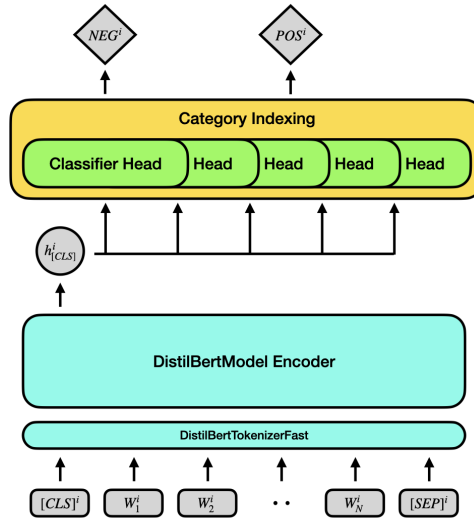 NEG^i POS^i
Category Indexing
Classifier Head Head Head Head Head
h^i_{[CLS]}
DistilBertModel Encoder
DistilBertTokenizerFast
[CLS]^i W^i_1 W^i_2 ·· W^i_N [SEP]^i